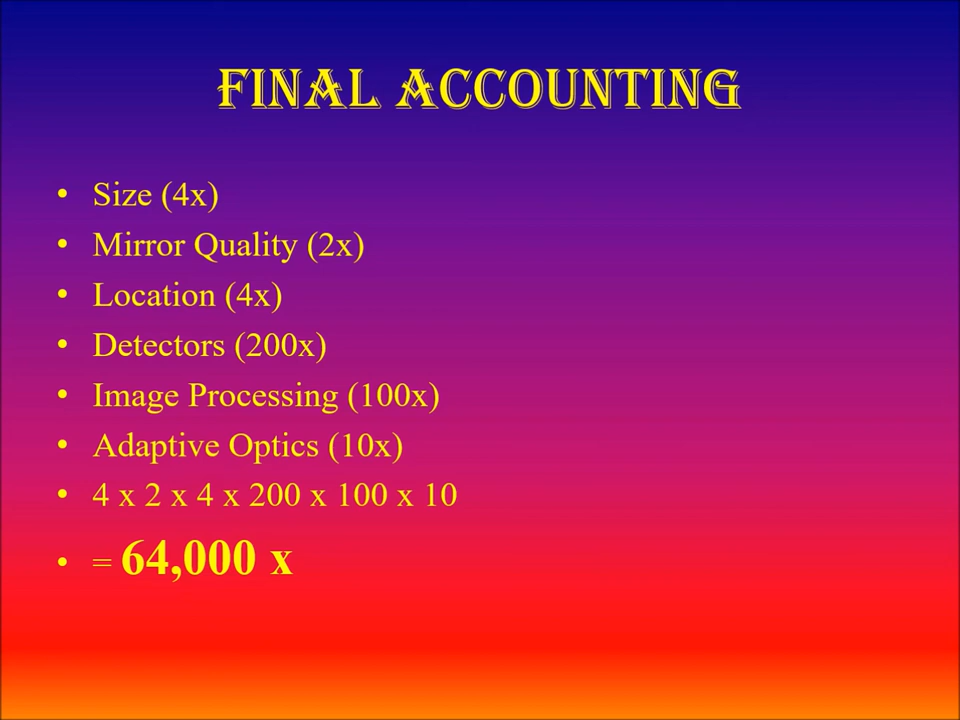 FINAL ACCOUNTING
• Size (4x)
• Mirror Quality (2x)
• Location (4x)
• Detectors (200x)
• Image Processing (100x)
• Adaptive Optics (10x)
• 4 x 2 x 4 x 200 x 100 x 10
• = 64,000 x